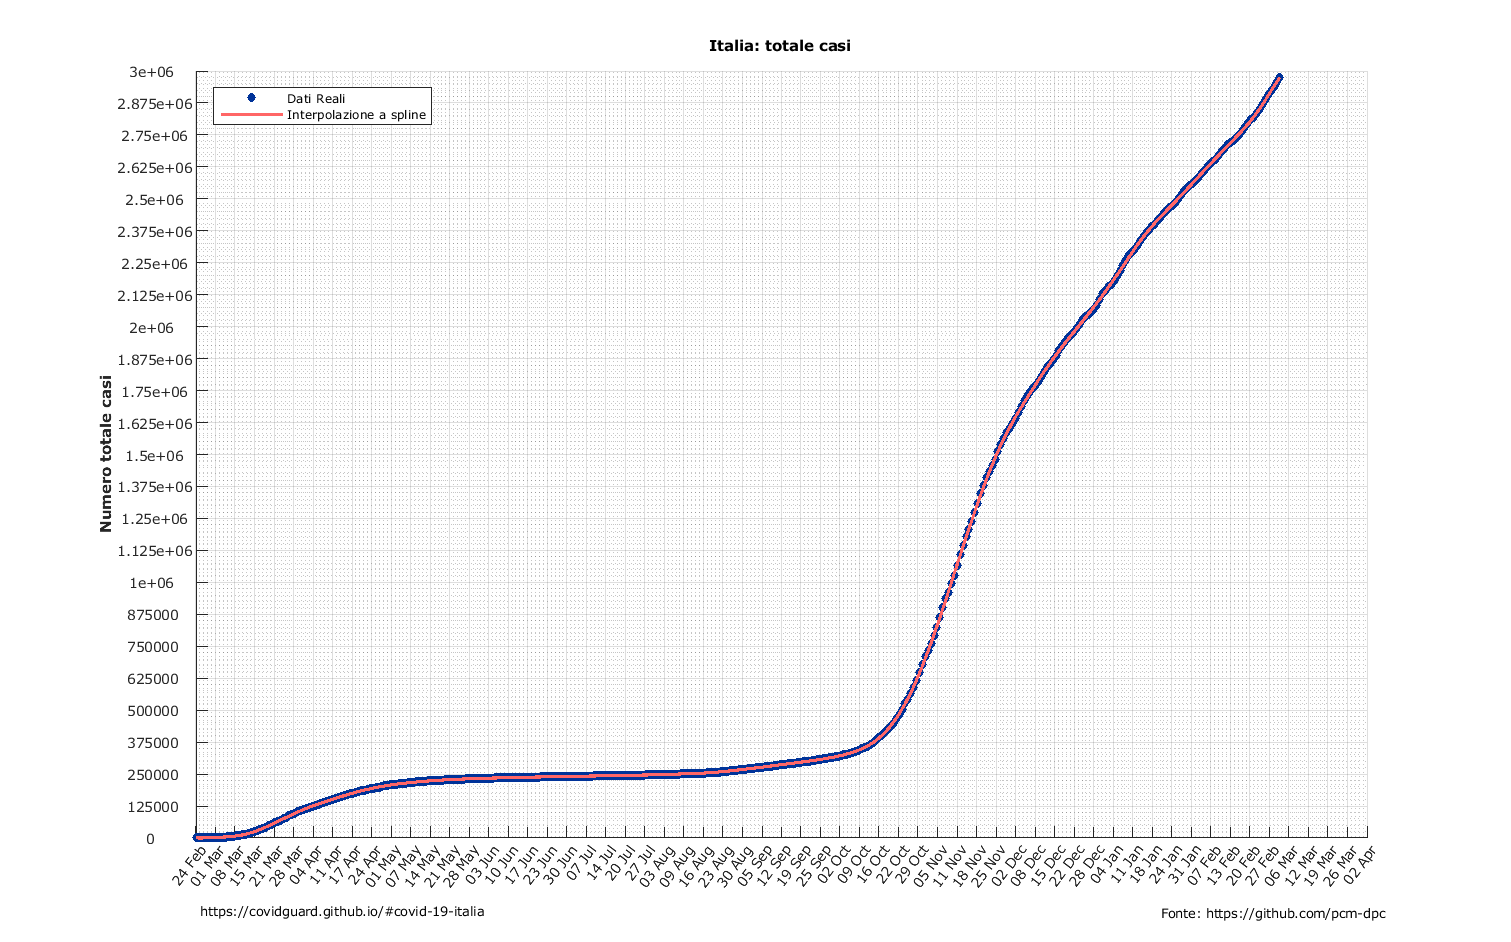 Italia: totale casi
3e+06
2.875e+06
2.75e+06
2.625e+06
2.5e+06
2.375e+06
2.25e+06
2.125e+06
2e+06
1.875e+06
1.75e+06
1.625e+06
1.5e+06
1.375e+06
1.25e+06
1.125e+06
1e+06
875000
750000
625000
500000
375000
250000
125000
0
Numero totale casi
Dati Reali
Interpolazione a spline
24 Feb
01 Mar
08 Mar
15 Mar
21 Mar
28 Mar
04 Apr
11 Apr
17 Apr
24 Apr
01 May
07 May
14 May
21 May
28 May
03 Jun
10 Jun
17 Jun
23 Jun
30 Jun
07 Jul
14 Jul
20 Jul
27 Jul
03 Aug
09 Aug
16 Aug
23 Aug
30 Aug
05 Sep
12 Sep
19 Sep
25 Sep
02 Oct
09 Oct
16 Oct
22 Oct
29 Oct
05 Nov
11 Nov
18 Nov
25 Nov
02 Dec
08 Dec
15 Dec
22 Dec
28 Dec
04 Jan
11 Jan
18 Jan
24 Jan
31 Jan
07 Feb
13 Feb
20 Feb
27 Feb
06 Mar
12 Mar
19 Mar
26 Mar
02 Apr
https://covidguard.github.io/#covid-19-italia
Fonte: https://github.com/pcm-dpc